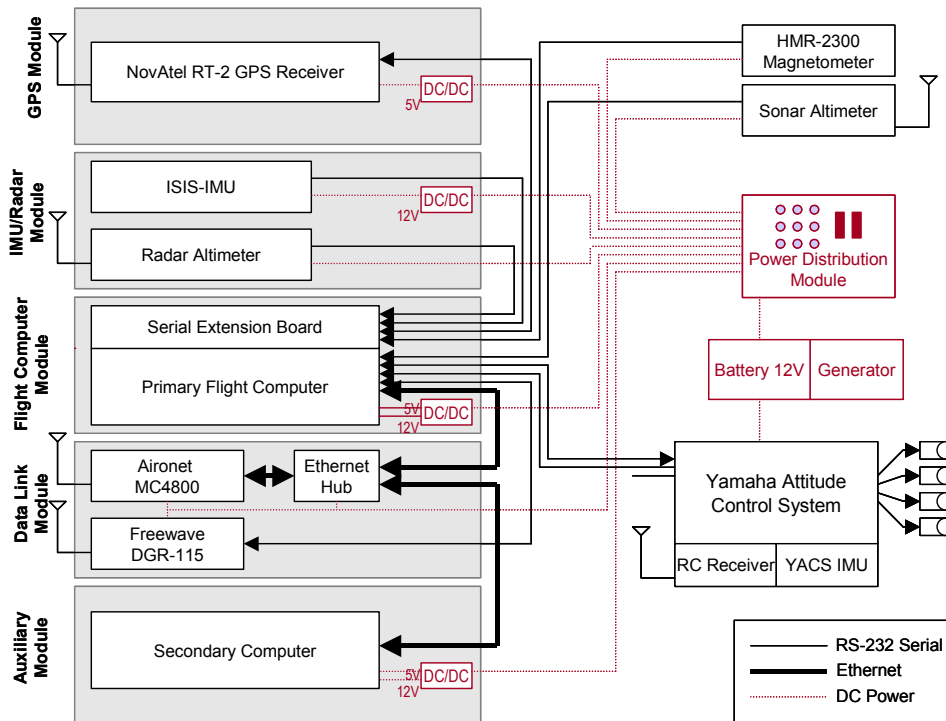 GPS Module
NovAtel RT-2 GPS Receiver
DC/DC
5V
HMR-2300
Magnetometer
Sonar Altimeter
IMU/Radar
Module
ISIS-IMU
DC/DC
12V
Radar Altimeter
Power Distribution
Module
Flight Computer
Module
Serial Extension Board
Primary Flight Computer
5V
12V
DC/DC
Battery 12V
Generator
Data Link
Module
Aironet
MC4800
Ethernet
Hub
Freewave
DGR-115
Yamaha Attitude
Control System
RC Receiver
YACS IMU
Auxiliary
Module
Secondary Computer
5V
12V
DC/DC
RS-232 Serial
Ethernet
DC Power